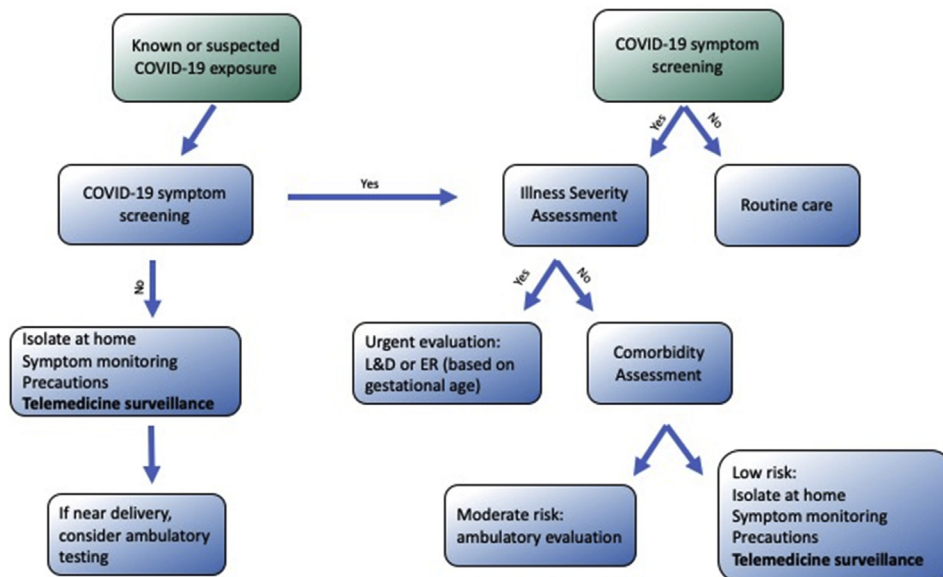 Known or suspected
COVID-19 exposure
COVID-19 symptom
screening
Yes
No
COVID-19 symptom
screening
Yes
Illness Severity
Assessment
Routine care
No
Yes
No
Isolate at home
Symptom monitoring
Precautions
Telemedicine surveillance
Urgent evaluation:
L&D or ER (based on
gestational age)
Comorbidity
Assessment
If near delivery,
consider ambulatory
testing
Moderate risk:
ambulatory evaluation
Low risk:
Isolate at home
Symptom monitoring
Precautions
Telemedicine surveillance